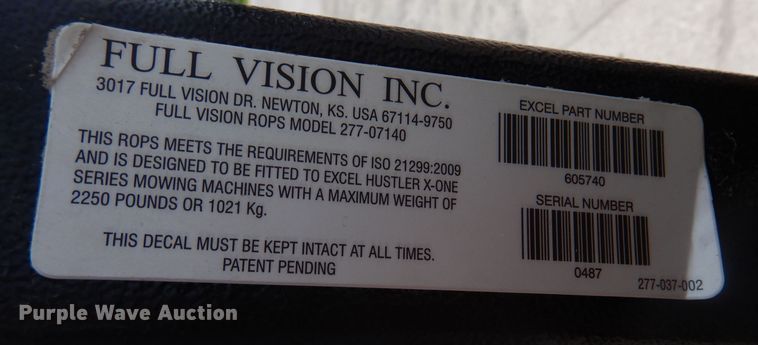 FULL VISION INC.
3017 FULL VISION DR. NEWTON, KS. USA 67114-9750
FULL VISION ROPS MODEL 277-07140
THIS ROPS MEETS THE REQUIREMENTS OF ISO 21299:2009
AND IS DESIGNED TO BE FITTED TO EXCEL HUSTLER X-ONE
SERIES MOWING MACHINES WITH A MAXIMUM WEIGHT OF
2250 POUNDS OR 1021 Kg.
THIS DECAL MUST BE KEPT INTACT AT ALL TIMES.
PATENT PENDING
EXCEL PART NUMBER
605740
SERIAL NUMBER
0487
277-037-002
Purple Wave Auction